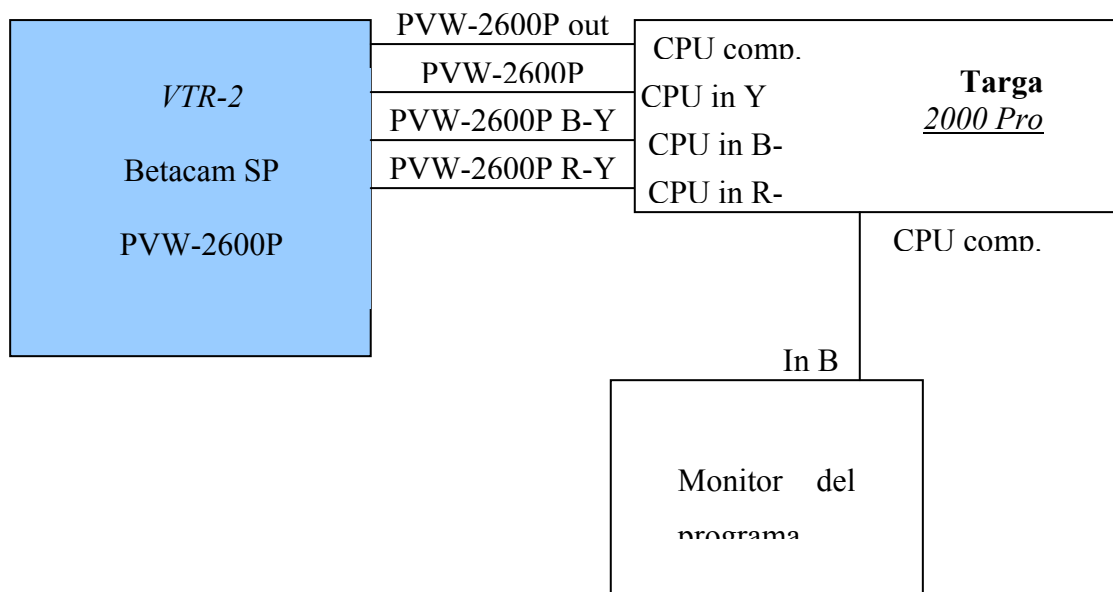 PVW-2600P out
PVW-2600P
PVW-2600P B-Y
PVW-2600P R-Y
VTR-2
Betacam SP
PVW-2600P
CPU comp.
CPU in Y
CPU in B-
CPU in R-
Targa
2000 Pro
CPU comp.
In B
Monitor del
programa